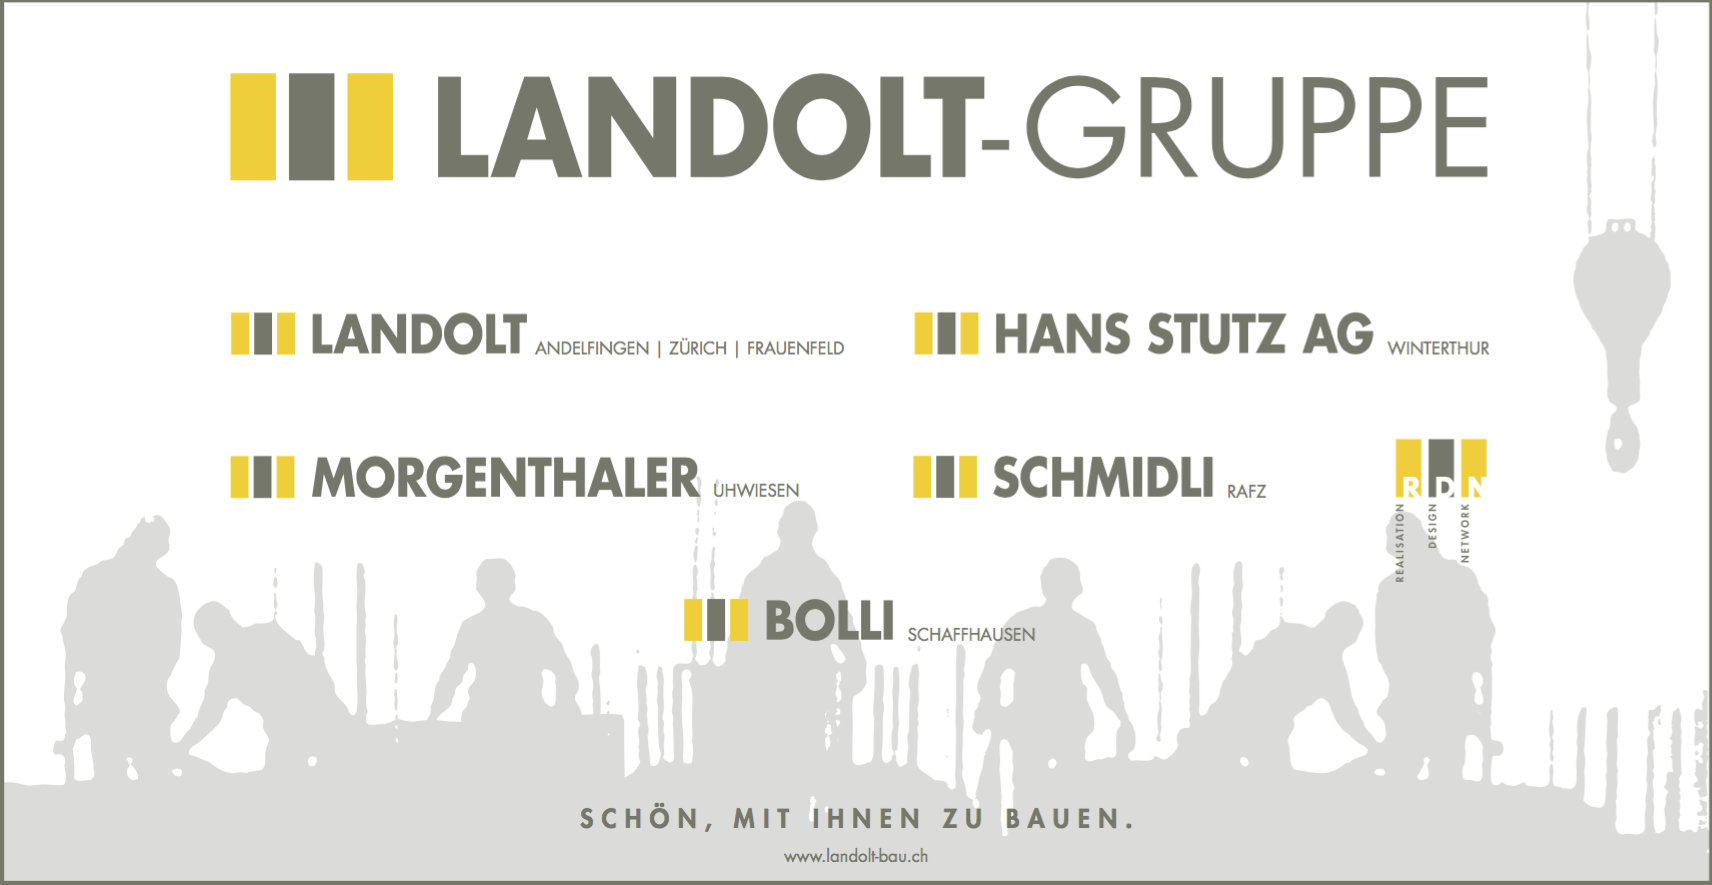 LANDOLT-GRUPPE
LANDOLT ANDELFINGEN | ZÜRICH | FRAUENFELD
HANS STUTZ AG WINTERTHUR
MORGENTHALER UHWIESEN
SCHMIDLI RAFZ
RDN
REALISATION
DESIGN
NETWORK
BOLLI SCHAFFHAUSEN
SCHÖN, MIT IHNEN ZU BAUEN.
www.landolt-bau.ch